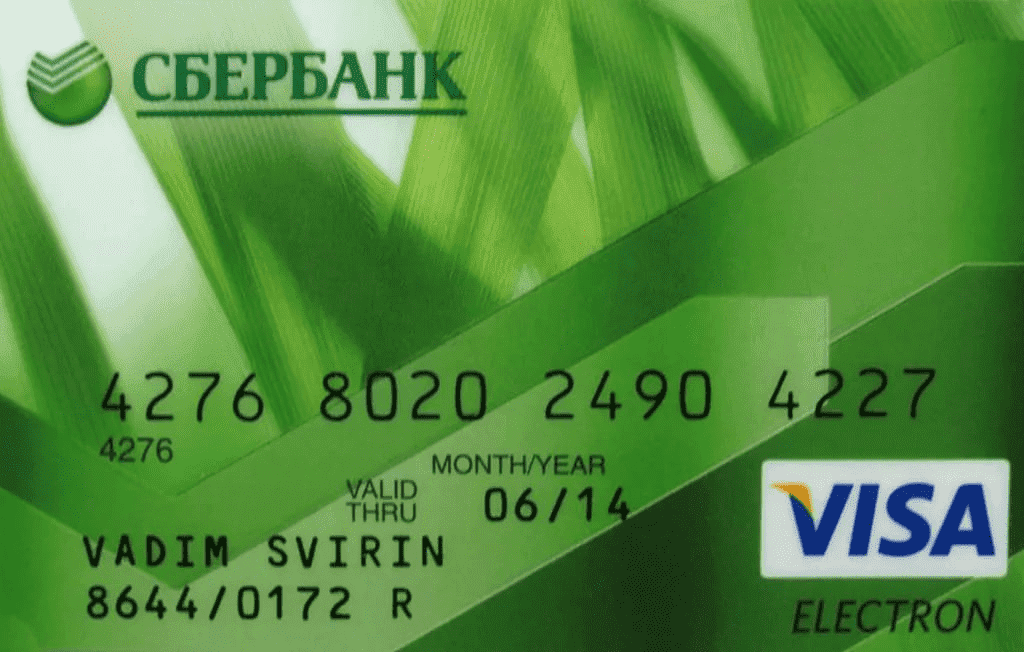 СБЕРБАНК
4276 8020 2490 4227
4276
MONTH/YEAR
VALID THRU 06/14
VADIM SVIRIN
8644/0172 R
VISA
ELECTRON